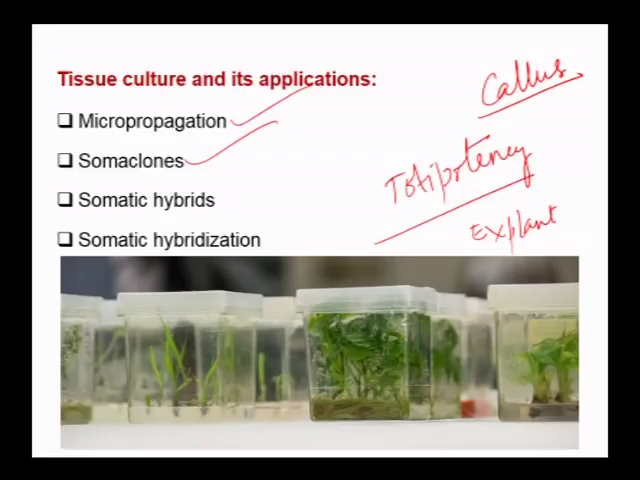 Tissue culture and its applications:
Callus
Micropropagation
Somaclones
Totipotency
Somatic hybrids
Explant
Somatic hybridization